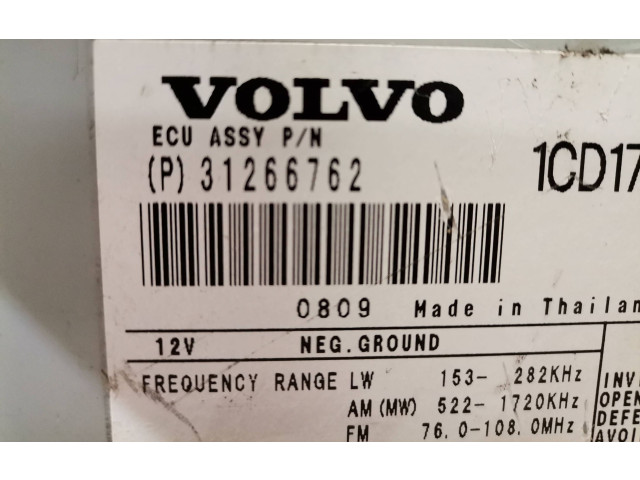 VOLVO
ECU ASSY P/N
(P) 31266762
1CD17
0809 Made in Thailan
12V NEG. GROUND
FREQUENCY RANGE LW 153- 282KHz
AM (MW) 522- 1720KHz
FM 76.0-108.0MHz
INV
OPEN
DEFE
AVOI